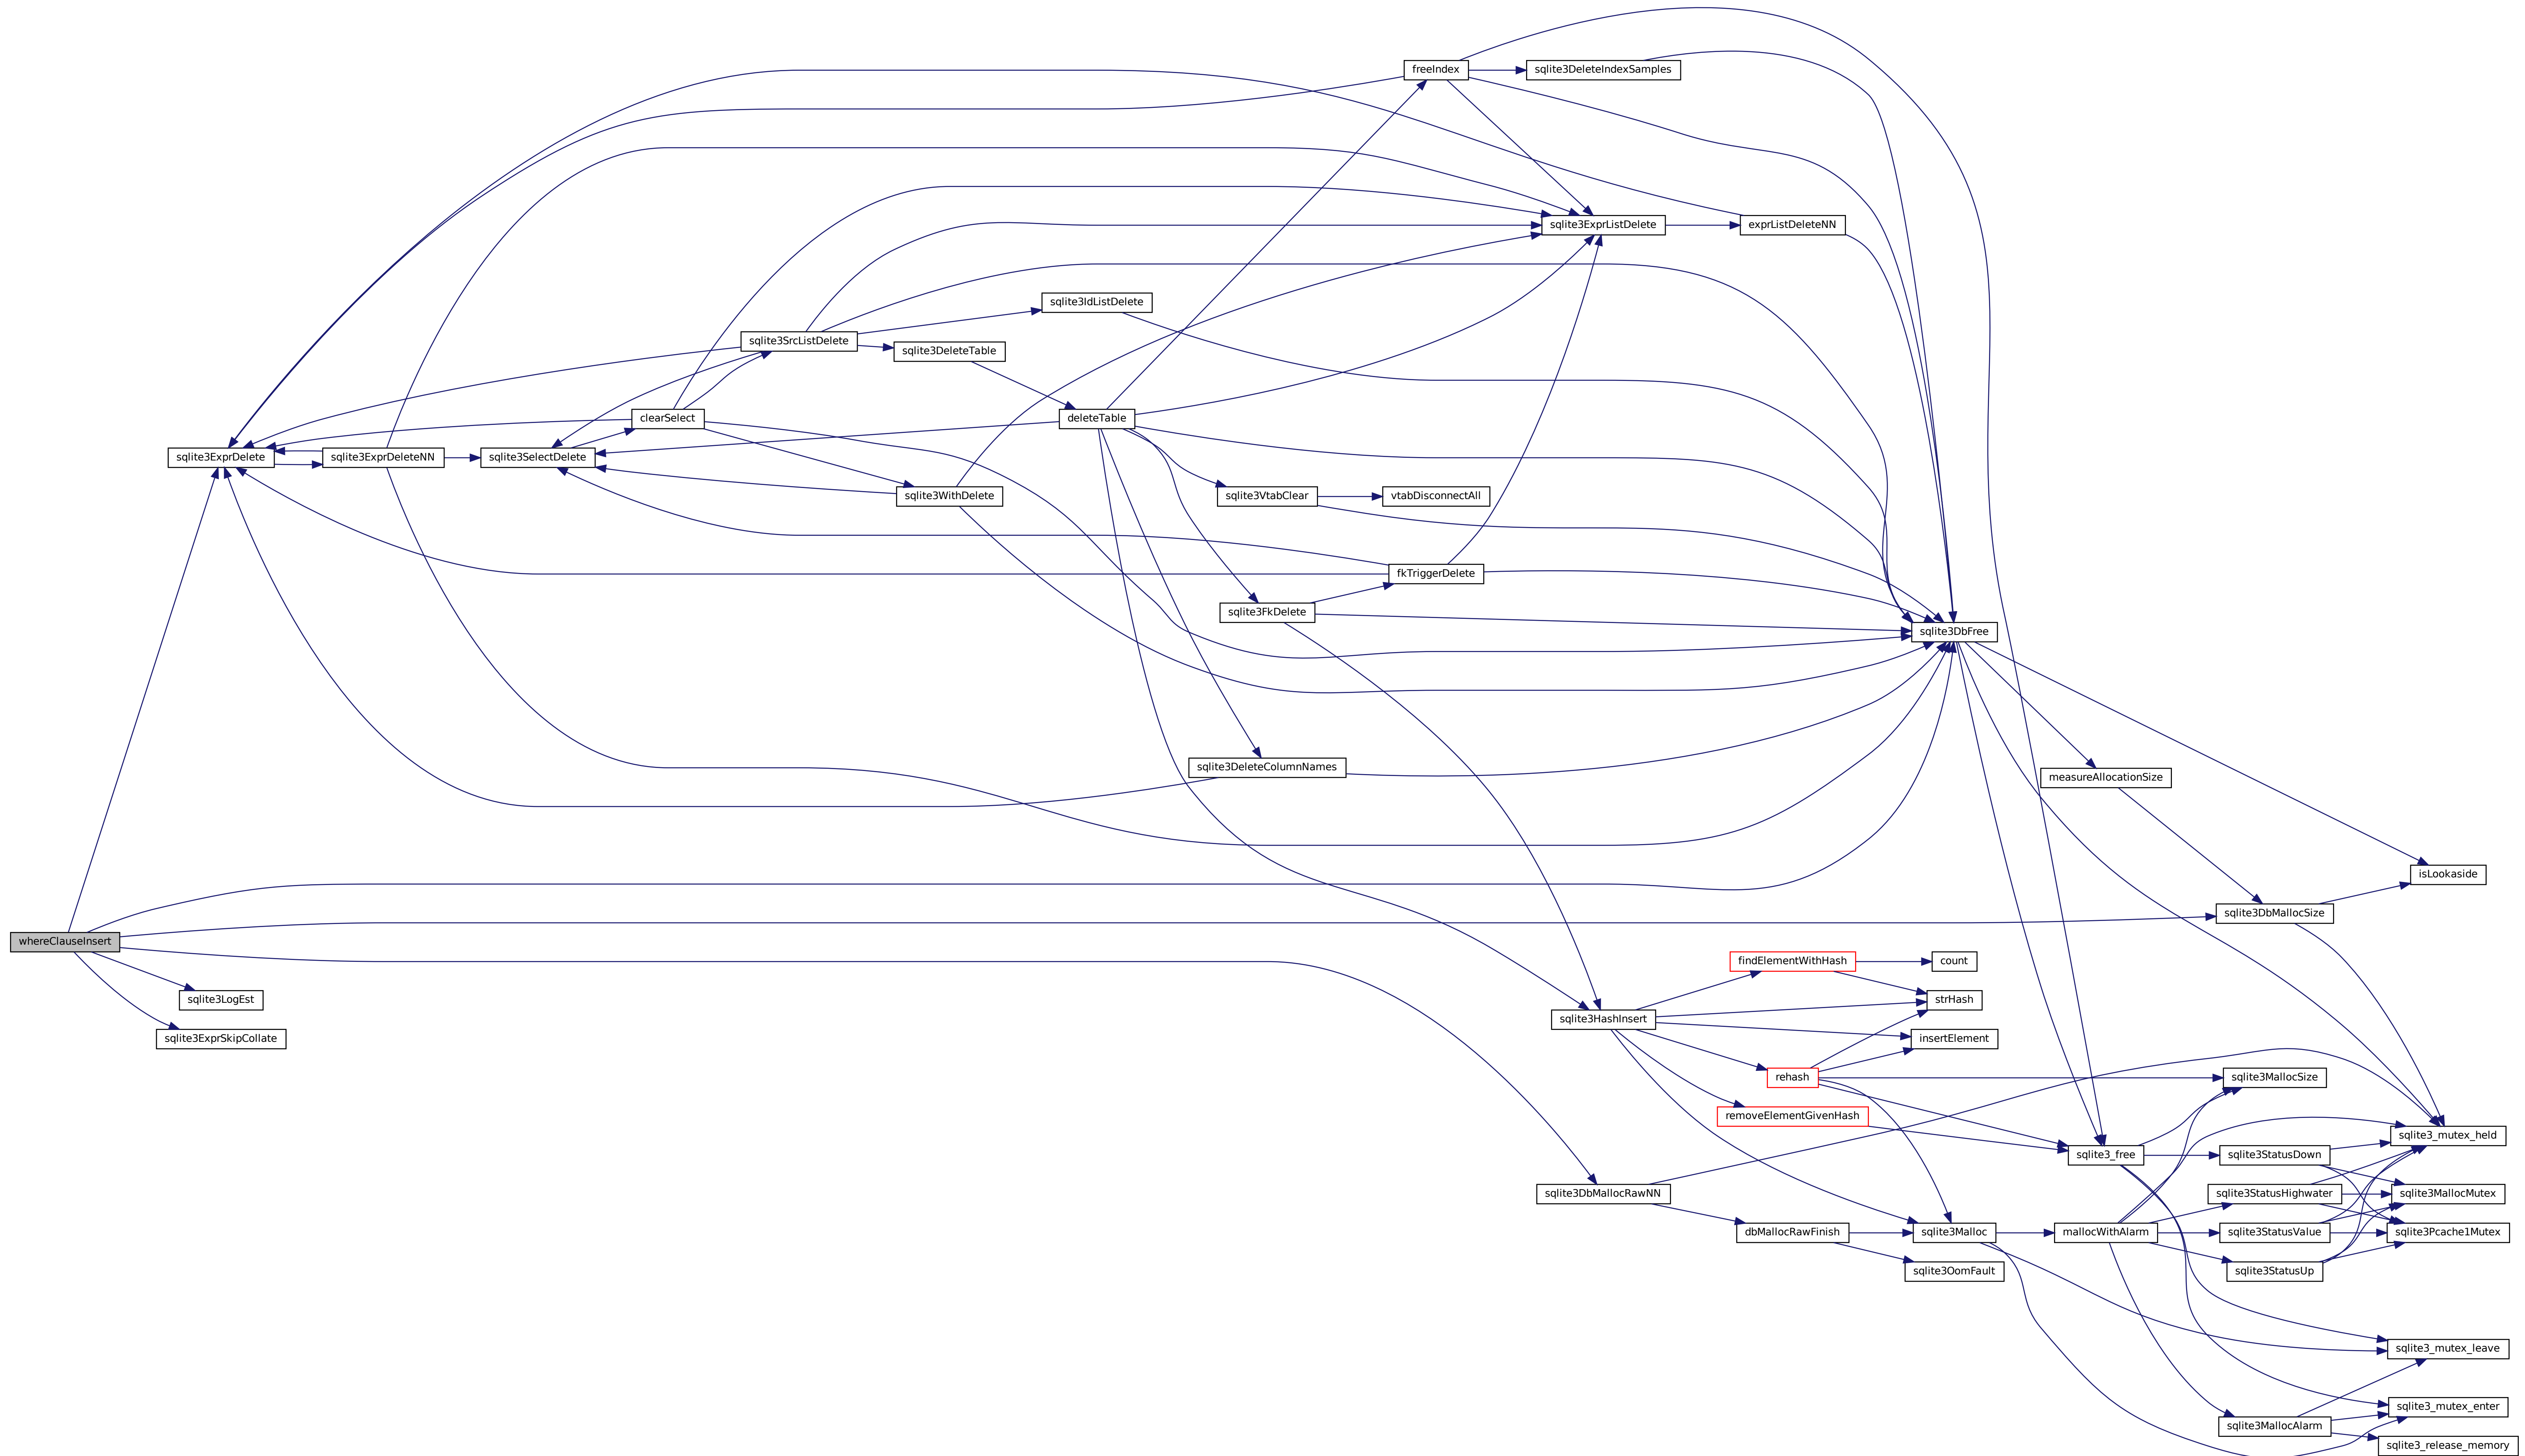 freeIndex
sqlite3DeleteIndexSamples
sqlite3ExprListDelete
exprListDeleteNN
sqlite3IdListDelete
sqlite3SrcListDelete
sqlite3DeleteTable
clearSelect
deleteTable
sqlite3ExprDelete
sqlite3ExprDeleteNN
sqlite3SelectDelete
sqlite3WithDelete
sqlite3VtabClear
vtabDisconnectAll
fkTriggerDelete
sqlite3FkDelete
sqlite3DbFree
sqlite3DeleteColumnNames
measureAllocationSize
isLookaside
sqlite3DbMallocSize
whereClauseInsert
findElementWithHash
count
sqlite3LogEst
strHash
sqlite3HashInsert
sqlite3ExprSkipCollate
insertElement
rehash
sqlite3MallocSize
removeElementGivenHash
sqlite3_mutex_held
sqlite3_free
sqlite3StatusDown
sqlite3DbMallocRawNN
sqlite3StatusHighwater
sqlite3MallocMutex
dbMallocRawFinish
sqlite3Malloc
mallocWithAlarm
sqlite3StatusValue
sqlite3Pcache1Mutex
sqlite3OomFault
sqlite3StatusUp
sqlite3_mutex_leave
sqlite3_mutex_enter
sqlite3MallocAlarm
sqlite3_release_memory